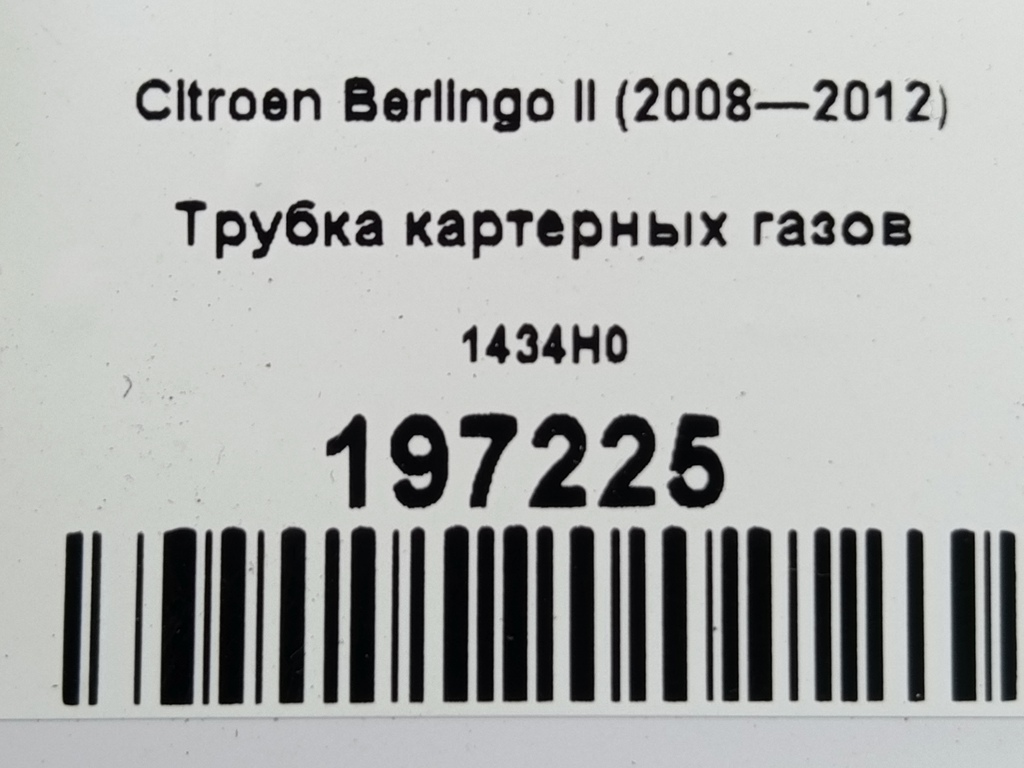 Citroen Berlingo II (2008—2012)
Трубка картерных газов
1434H0
197225